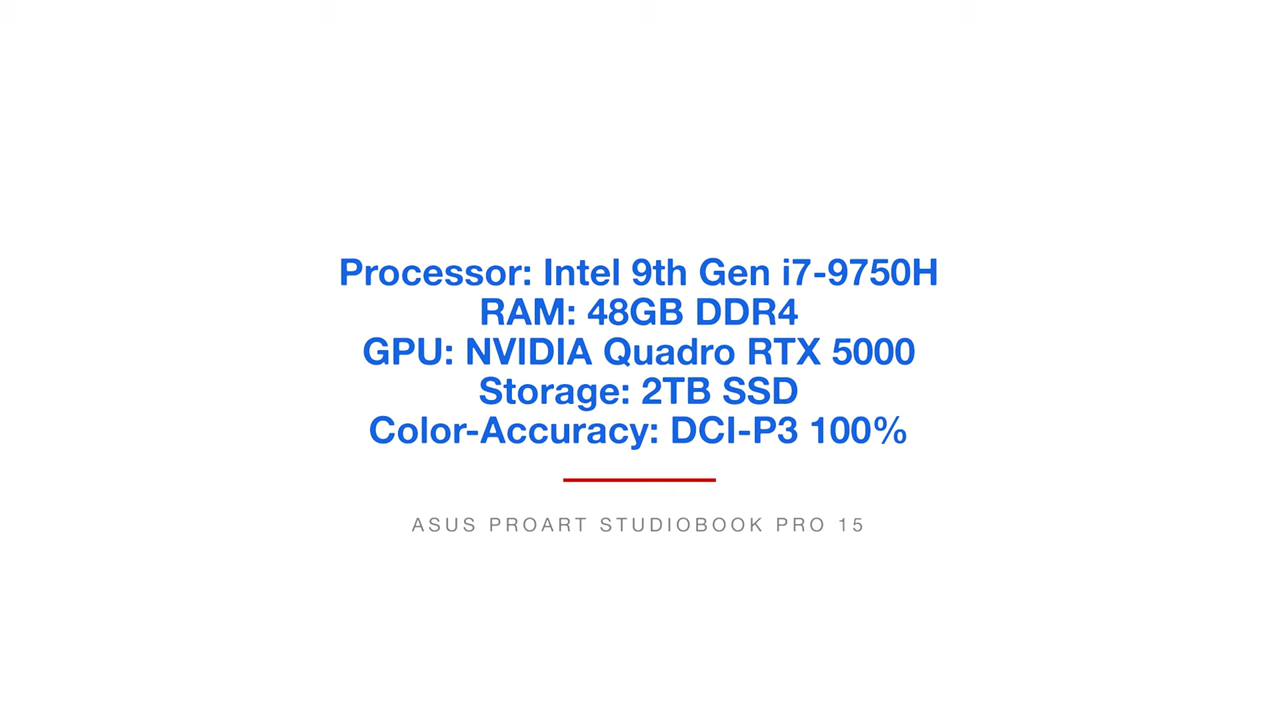 Processor: Intel 9th Gen i7-9750H
RAM: 48GB DDR4
GPU: NVIDIA Quadro RTX 5000
Storage: 2TB SSD
Color-Accuracy: DCI-P3 100%
ASUS PROART STUDIOBOOK PRO 15